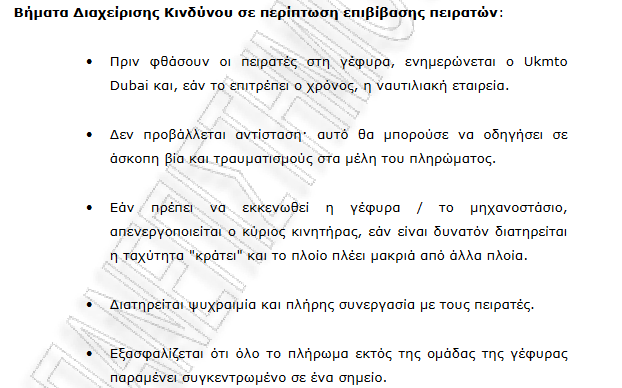 Βήματα Διαχείρισης Κινδύνου σε περίπτωση επιβίβασης πειρατών:
• Πριν φθάσουν οι πειρατές στη γέφυρα, ενημερώνεται ο Ukmto
Dubai και, εάν το επιτρέπει ο χρόνος, η ναυτιλιακή εταιρεία.
• Δεν προβάλλεται αντίσταση· αυτό θα μπορούσε να οδηγήσει σε
άσκοπη βία και τραυματισμούς στα μέλη του πληρώματος.
• Εάν πρέπει να εκκενωθεί η γέφυρα / το μηχανοστάσιο,
απενεργοποιείται ο κύριος κινητήρας, εάν είναι δυνατόν διατηρείται
η ταχύτητα "κράτει" και το πλοίο πλέει μακριά από άλλα πλοία.
• Διατηρείται ψυχραιμία και πλήρης συνεργασία με τους πειρατές.
• Εξασφαλίζεται ότι όλο το πλήρωμα εκτός της ομάδας της γέφυρας
παραμένει συγκεντρωμένο σε ένα σημείο.
ΠΑΝΕΠΙΣΤΗΜΙΟ